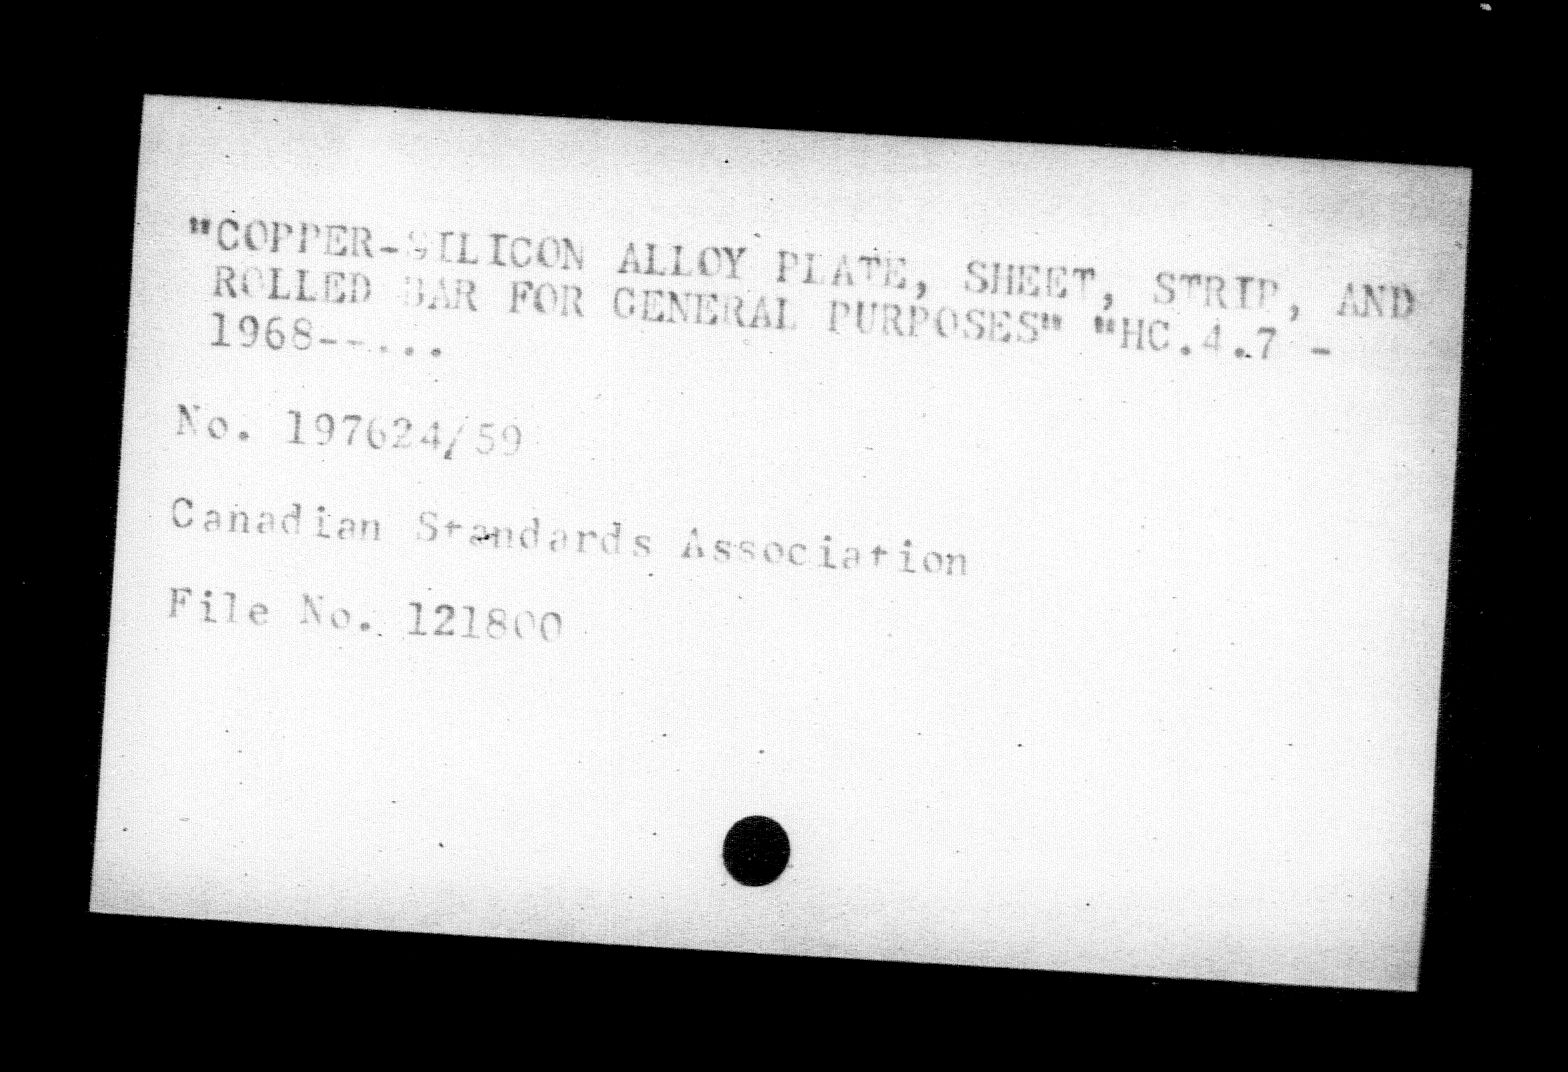 "COPPER-SILICON ALLOY PLATE, SHEET, STRIP, AND
ROLLED BAR FOR GENERAL PURPOSES" "HC.4.7 -
1968--...
No. 197624/59
Canadian Standards Association
File No. 121800